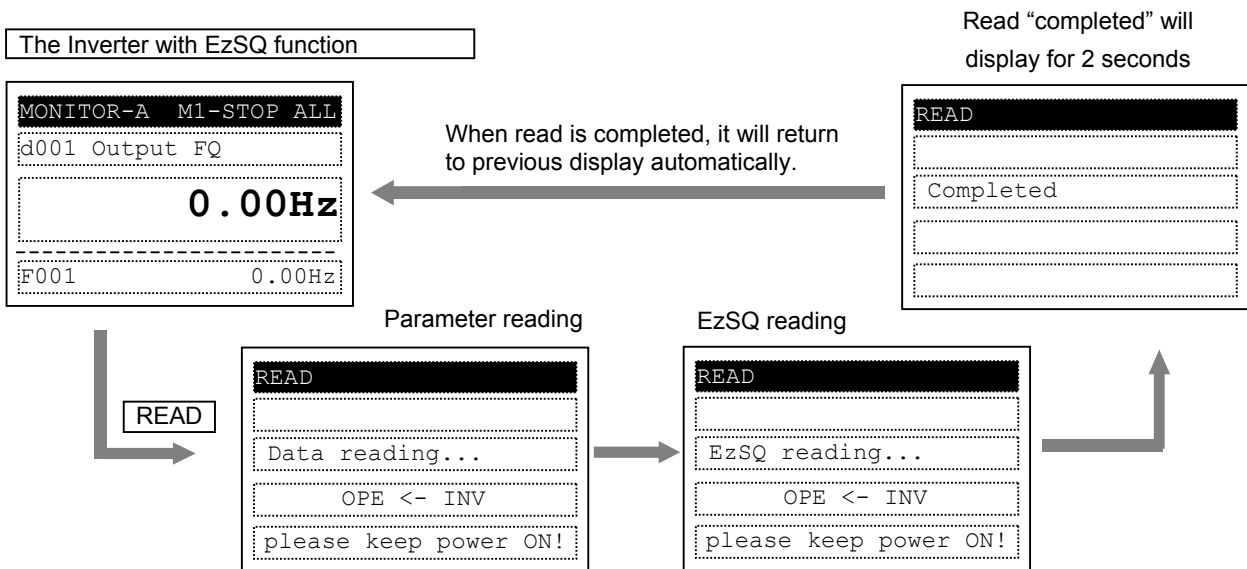 The Inverter with EzSQ function
Read “completed” will
display for 2 seconds
MONITOR-A M1-STOP ALL
d001 Output FQ
0.00Hz
F001 0.00Hz
When read is completed, it will return
to previous display automatically.
READ
Completed
READ
Parameter reading
READ
Data reading...
OPE <- INV
please keep power ON!
EzSQ reading
READ
EzSQ reading...
OPE <- INV
please keep power ON!